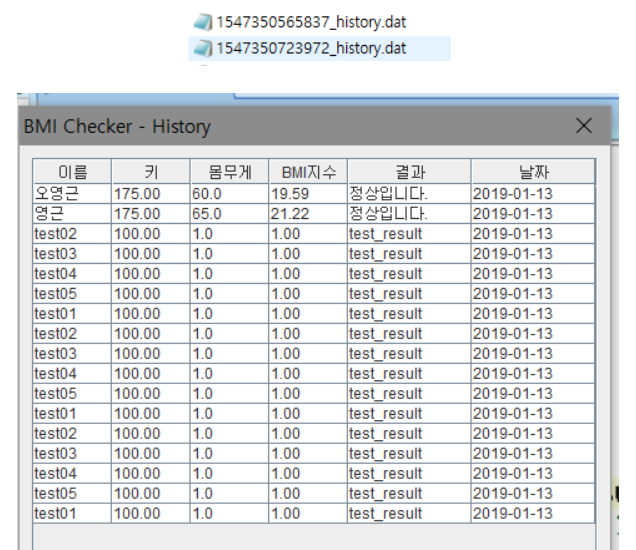 1547350565837_history.dat
1547350723972_history.dat
BMI Checker - History
이름 키 몸무게 BMI지수 결과 날짜
오영근 175.00 60.0 19.59 정상입니다. 2019-01-13
영근 175.00 65.0 21.22 정상입니다. 2019-01-13
test02 100.00 1.0 1.00 test_result 2019-01-13
test03 100.00 1.0 1.00 test_result 2019-01-13
test04 100.00 1.0 1.00 test_result 2019-01-13
test05 100.00 1.0 1.00 test_result 2019-01-13
test01 100.00 1.0 1.00 test_result 2019-01-13
test02 100.00 1.0 1.00 test_result 2019-01-13
test03 100.00 1.0 1.00 test_result 2019-01-13
test04 100.00 1.0 1.00 test_result 2019-01-13
test05 100.00 1.0 1.00 test_result 2019-01-13
test01 100.00 1.0 1.00 test_result 2019-01-13
test02 100.00 1.0 1.00 test_result 2019-01-13
test03 100.00 1.0 1.00 test_result 2019-01-13
test04 100.00 1.0 1.00 test_result 2019-01-13
test05 100.00 1.0 1.00 test_result 2019-01-13
test01 100.00 1.0 1.00 test_result 2019-01-13